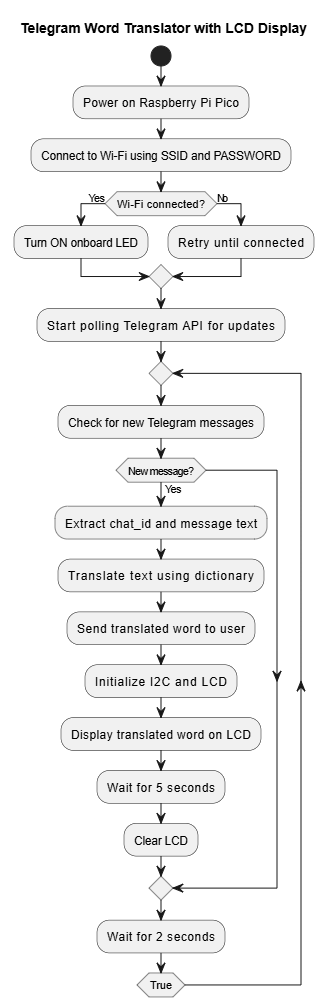 Telegram Word Translator with LCD Display
Power on Raspberry Pi Pico
Connect to Wi-Fi using SSID and PASSWORD
Yes
Wi-Fi connected?
No
Turn ON onboard LED
Retry until connected
Start polling Telegram API for updates
Check for new Telegram messages
New message?
Yes
Extract chat_id and message text
Translate text using dictionary
Send translated word to user
Initialize I2C and LCD
Display translated word on LCD
Wait for 5 seconds
Clear LCD
Wait for 2 seconds
True